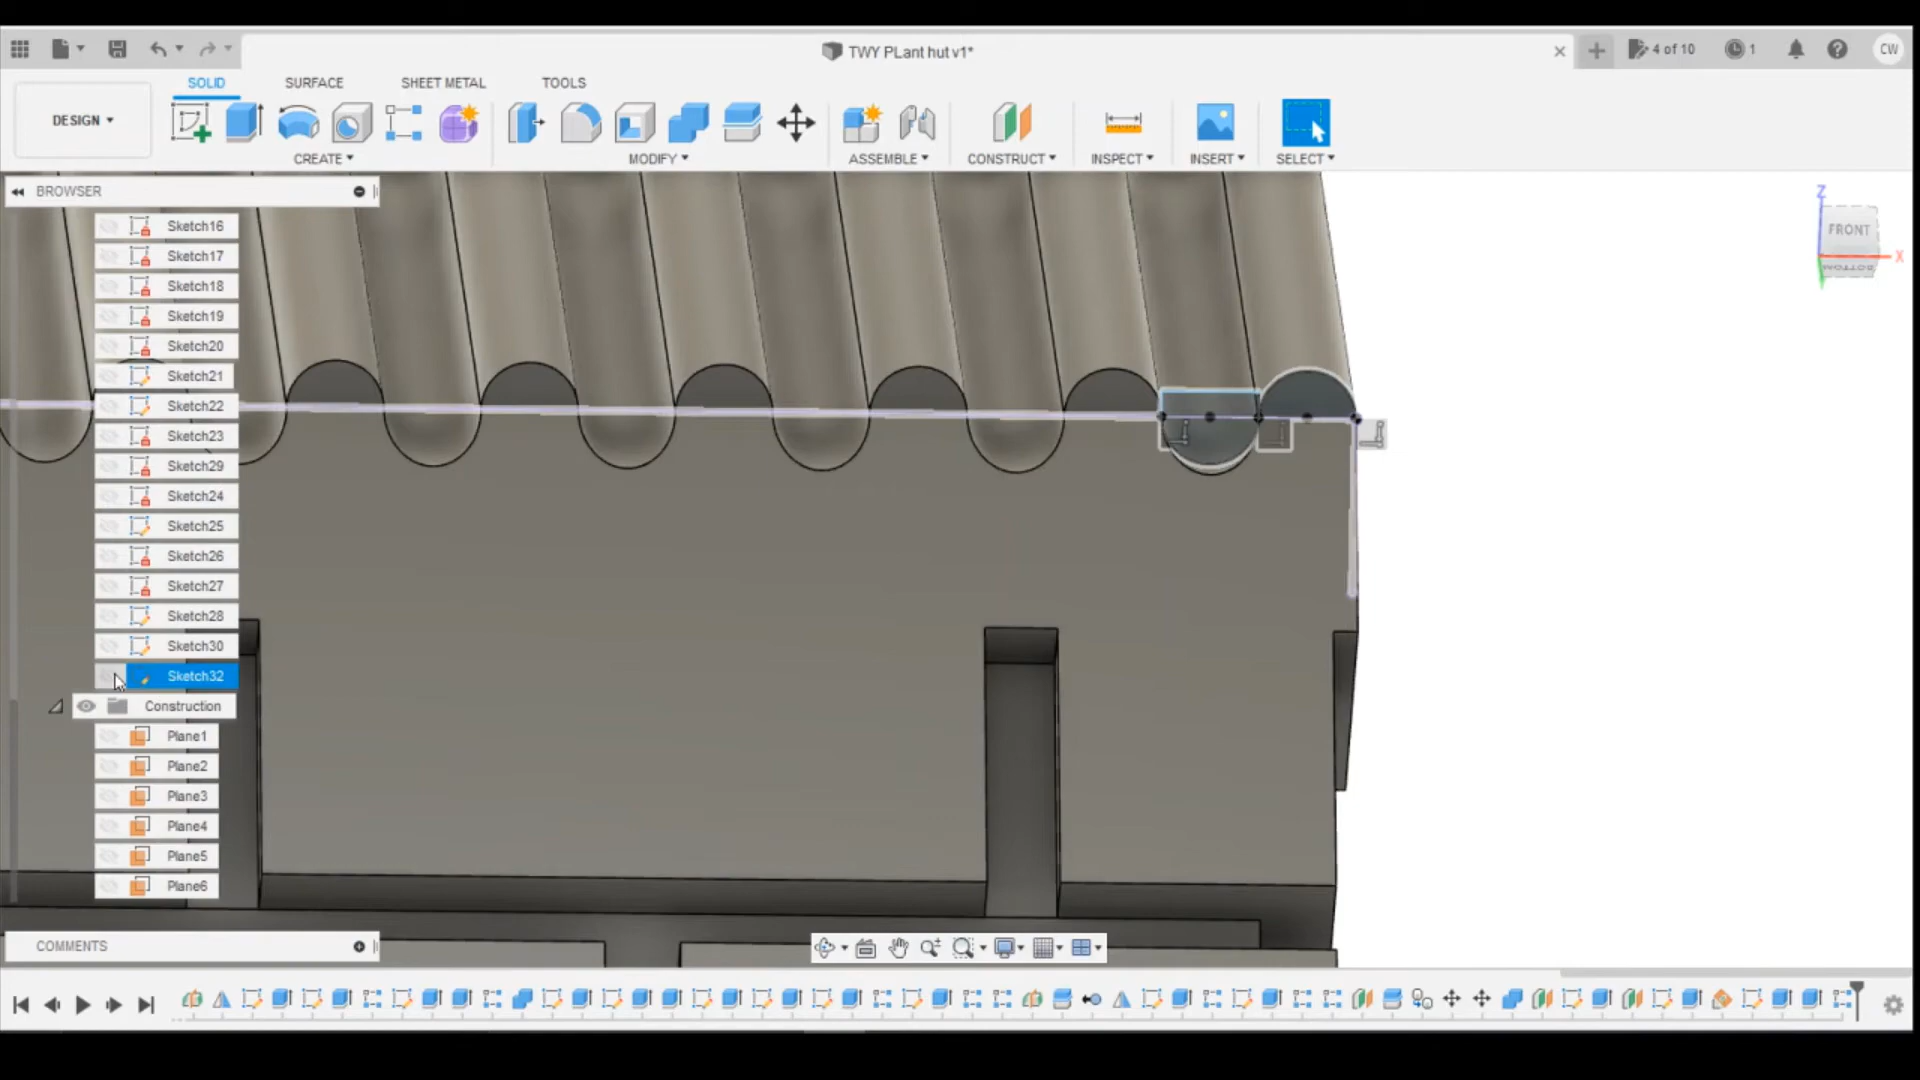 TWY PLant hut v1*
4 of 10
1
CW
DESIGN
SOLID
SURFACE
SHEET METAL
TOOLS
CREATE
MODIFY
ASSEMBLE
CONSTRUCT
INSPECT
INSERT
SELECT
BROWSER
Sketch16
Sketch17
Sketch18
Sketch19
Sketch20
Sketch21
Sketch22
Sketch23
Sketch29
Sketch24
Sketch25
Sketch26
Sketch27
Sketch28
Sketch30
Sketch32
Construction
Plane1
Plane2
Plane3
Plane4
Plane5
Plane6
Z
FRONT
X
BOTTOM
COMMENTS